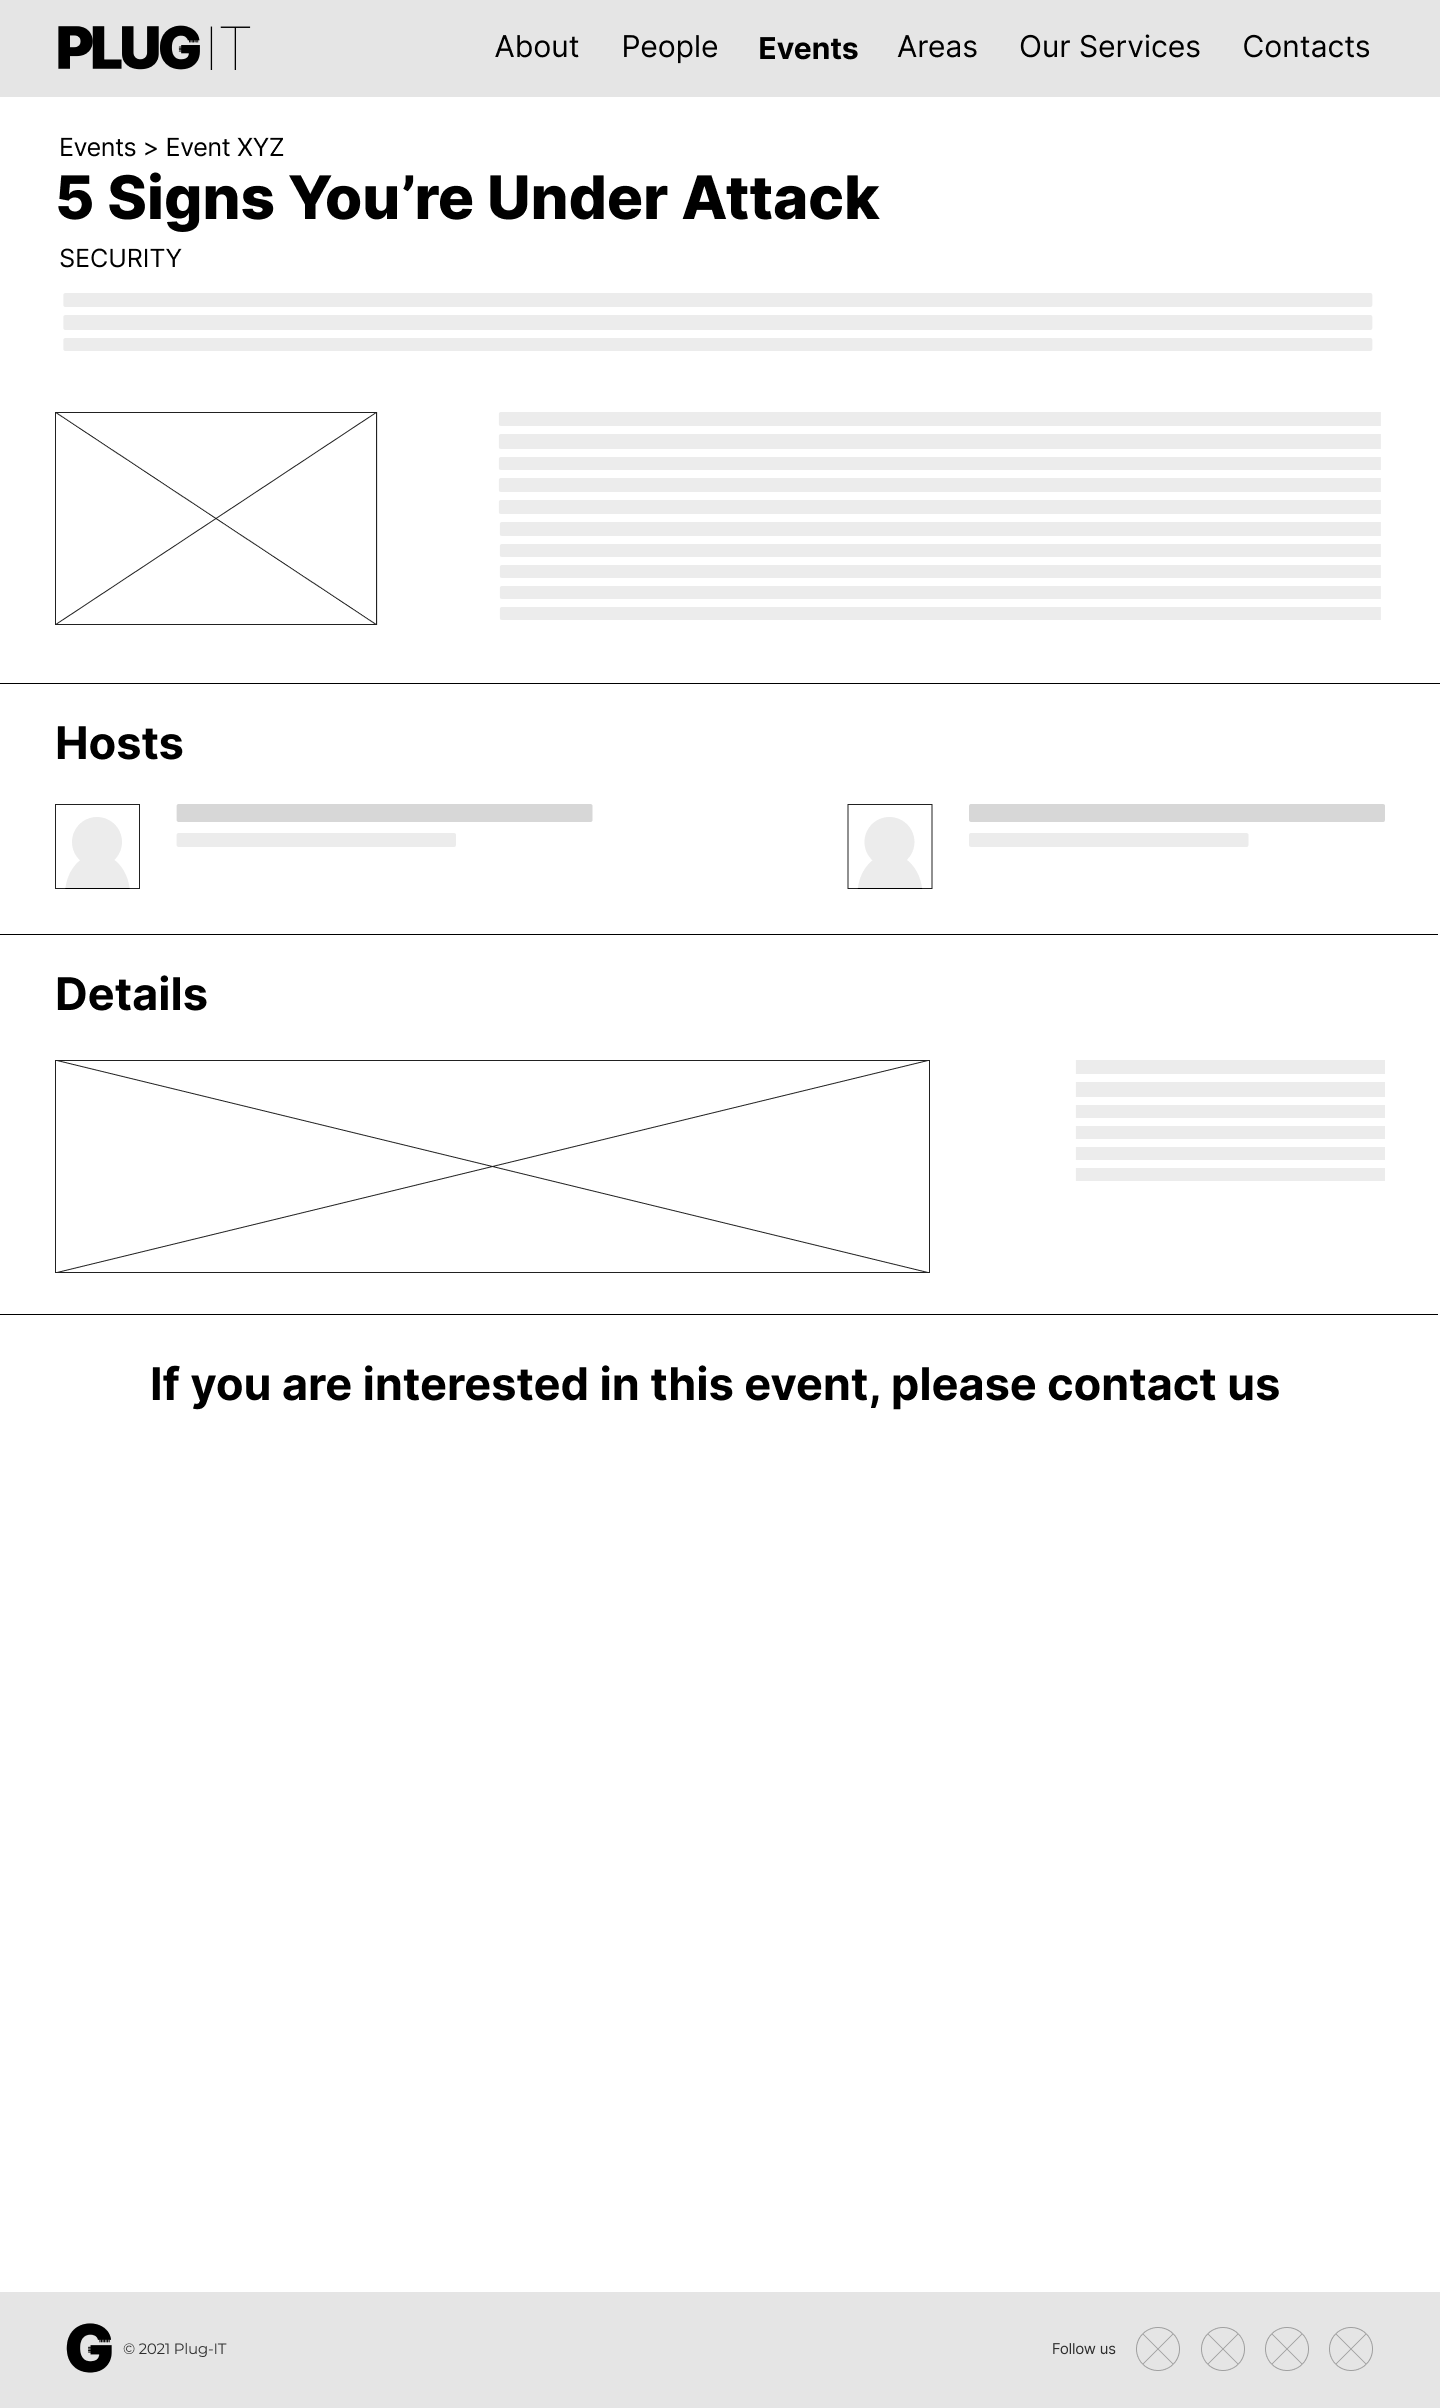 PLUG IT
About People Events Areas Our Services Contacts
Events > Event XYZ
5 Signs You’re Under Attack
SECURITY
Hosts
Details
If you are interested in this event, please contact us
G © 2021 Plug-IT
Follow us